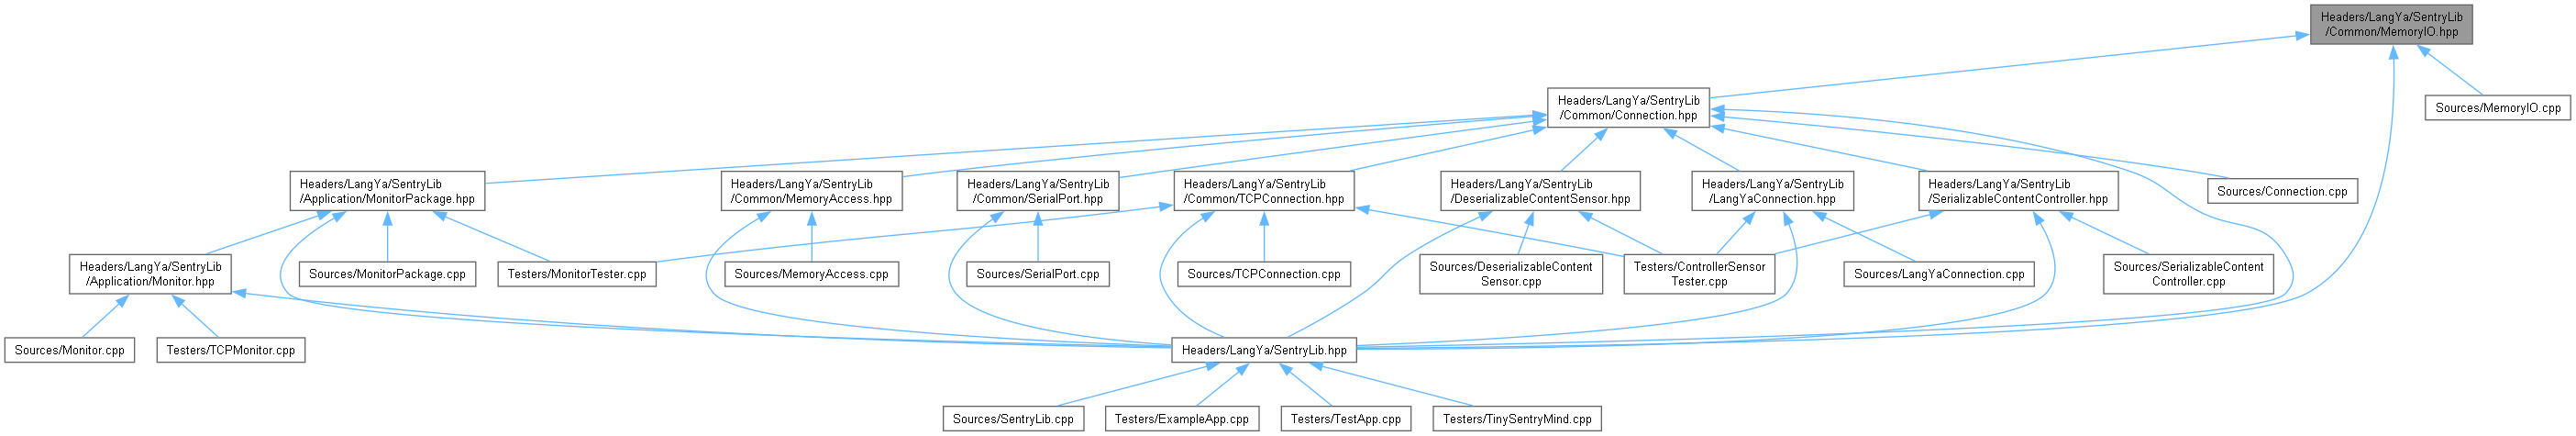 Headers/LangYa/SentryLib
/Common/MemoryIO.hpp
Headers/LangYa/SentryLib
/Common/Connection.hpp
Sources/MemoryIO.cpp
Headers/LangYa/SentryLib
/Application/MonitorPackage.hpp
Headers/LangYa/SentryLib
/Common/MemoryAccess.hpp
Headers/LangYa/SentryLib
/Common/SerialPort.hpp
Headers/LangYa/SentryLib
/Common/TCPConnection.hpp
Headers/LangYa/SentryLib
/DeserializableContentSensor.hpp
Headers/LangYa/SentryLib
/LangYaConnection.hpp
Headers/LangYa/SentryLib
/SerializableContentController.hpp
Sources/Connection.cpp
Headers/LangYa/SentryLib
/Application/Monitor.hpp
Sources/MonitorPackage.cpp
Testers/MonitorTester.cpp
Sources/MemoryAccess.cpp
Sources/SerialPort.cpp
Sources/TCPConnection.cpp
Sources/DeserializableContent
Sensor.cpp
Testers/ControllerSensor
Tester.cpp
Sources/LangYaConnection.cpp
Sources/SerializableContent
Controller.cpp
Sources/Monitor.cpp
Testers/TCPMonitor.cpp
Headers/LangYa/SentryLib.hpp
Sources/SentryLib.cpp
Testers/ExampleApp.cpp
Testers/TestApp.cpp
Testers/TinySentryMind.cpp